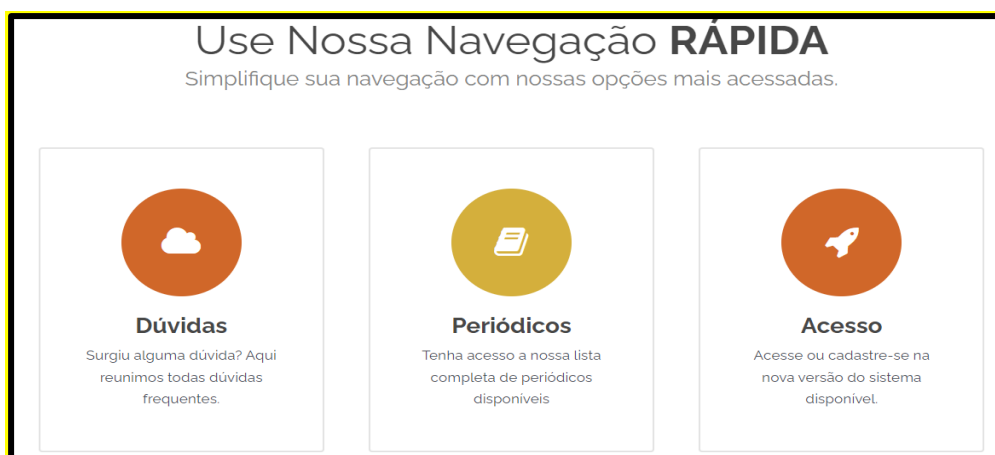 Use Nossa Navegação RÁPIDA
Simplifique sua navegação com nossas opções mais acessadas.
Dúvidas
Surgiu alguma dúvida? Aqui
reunimos todas dúvidas
frequentes.
Periódicos
Tenha acesso a nossa lista
completa de periódicos
disponíveis
Acesso
Acesse ou cadastre-se na
nova versão do sistema
disponível.